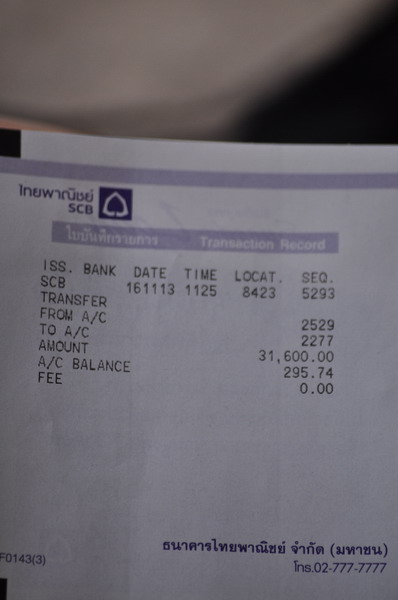 ไทยพาณิชย์
SCB
ใบบันทึกรายการ Transaction Record
ISS. BANK DATE TIME LOCAT. SEQ.
SCB 161113 1125 8423 5293
TRANSFER
FROM A/C 2529
TO A/C 2277
AMOUNT 31,600.00
A/C BALANCE 295.74
FEE 0.00
ธนาคารไทยพาณิชย์ จำกัด (มหาชน)
F0143(3) โทร.02-777-7777